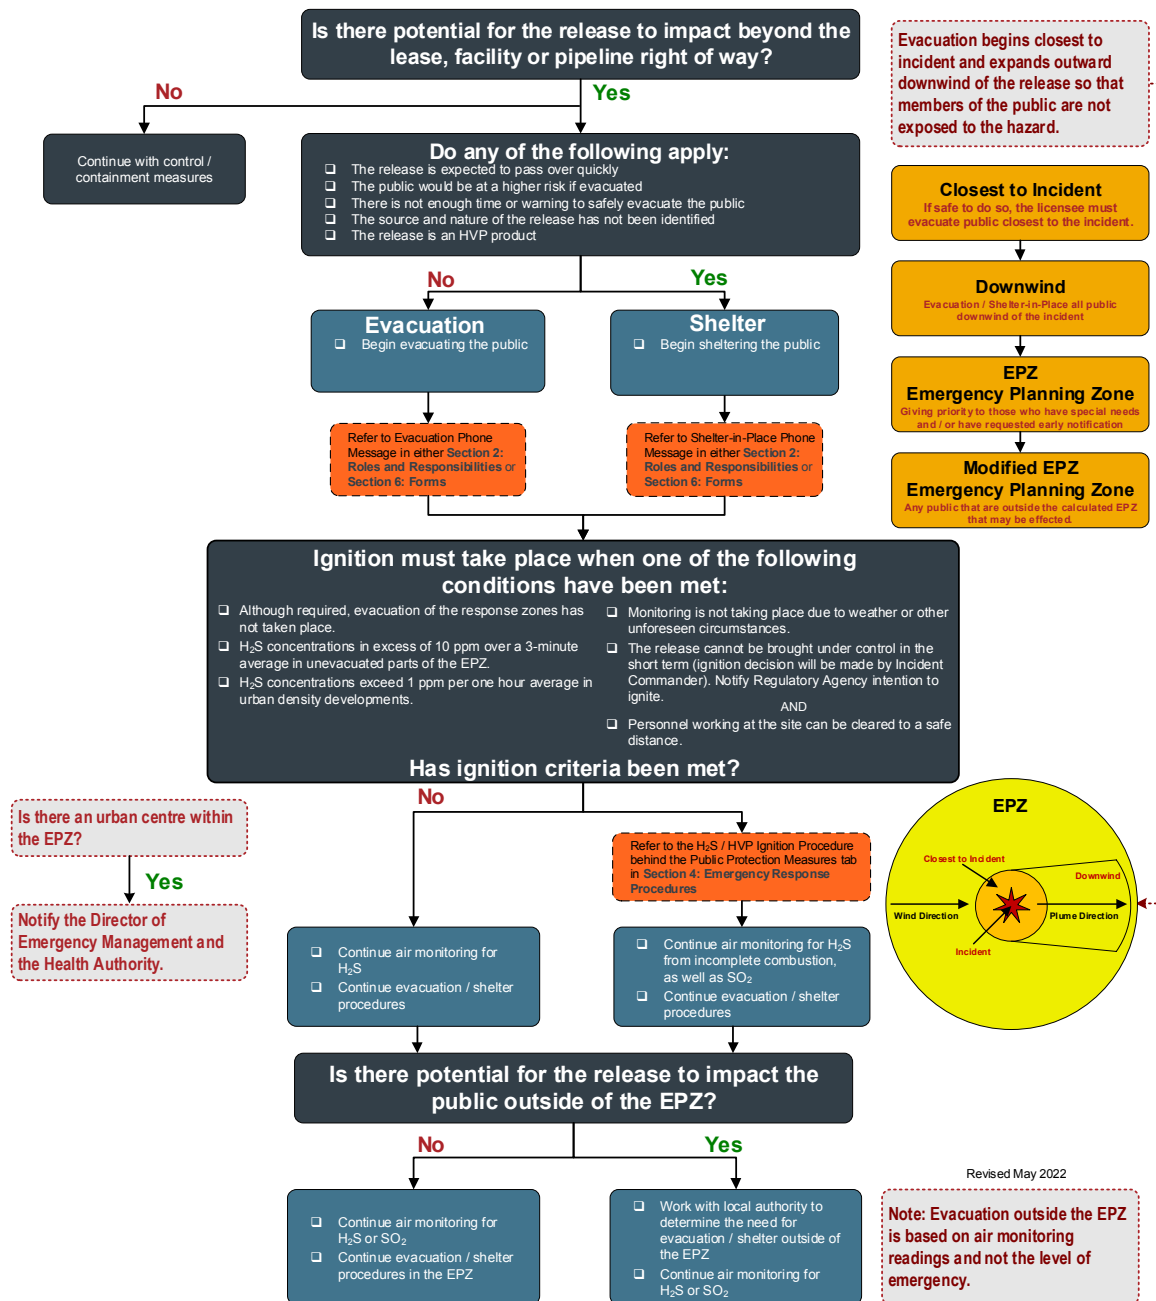 Is there potential for the release to impact beyond the
lease, facility or pipeline right of way?
No
Yes
Continue with control /
containment measures
Do any of the following apply:
❑ The release is expected to pass over quickly
❑ The public would be at a higher risk if evacuated
❑ There is not enough time or warning to safely evacuate the public
❑ The source and nature of the release has not been identified
❑ The release is an HVP product
No
Yes
Evacuation
❑ Begin evacuating the public
Shelter
❑ Begin sheltering the public
Refer to Evacuation Phone
Message in either Section 2:
Roles and Responsibilities or
Section 6: Forms
Refer to Shelter-in-Place Phone
Message in either Section 2:
Roles and Responsibilities or
Section 6: Forms
Evacuation begins closest to
incident and expands outward
downwind of the release so that
members of the public are not
exposed to the hazard.
Closest to Incident
If safe to do so, the licensee must
evacuate public closest to the incident.
Downwind
Evacuation / Shelter-in-Place all public
downwind of the incident
EPZ
Emergency Planning Zone
Giving priority to those who have special needs
and / or have requested early notification
Modified EPZ
Emergency Planning Zone
Any public that are outside the calculated EPZ
that may be effected.
Ignition must take place when one of the following
conditions have been met:
❑ Although required, evacuation of the response zones has
not taken place.
❑ H2S concentrations in excess of 10 ppm over a 3-minute
average in unevacuated parts of the EPZ.
❑ H2S concentrations exceed 1 ppm per one hour average in
urban density developments.
❑ Monitoring is not taking place due to weather or other
unforeseen circumstances.
❑ The release cannot be brought under control in the
short term (ignition decision will be made by Incident
Commander). Notify Regulatory Agency intention to
ignite.
AND
❑ Personnel working at the site can be cleared to a safe
distance.
Has ignition criteria been met?
No
Is there an urban centre within
the EPZ?
Yes
Notify the Director of
Emergency Management and
the Health Authority.
Refer to the H2S / HVP Ignition Procedure
behind the Public Protection Measures tab
in Section 4: Emergency Response
Procedures
❑ Continue air monitoring for
H2S
❑ Continue evacuation / shelter
procedures
❑ Continue air monitoring for H2S
from incomplete combustion,
as well as SO2
❑ Continue evacuation / shelter
procedures
EPZ
Closest to Incident
Downwind
Wind Direction
Plume Direction
Incident
Is there potential for the release to impact the
public outside of the EPZ?
No
Yes
❑ Continue air monitoring for
H2S or SO2
❑ Continue evacuation / shelter
procedures in the EPZ
❑ Work with local authority to
determine the need for
evacuation / shelter outside of
the EPZ
❑ Continue air monitoring for
H2S or SO2
Revised May 2022
Note: Evacuation outside the EPZ
is based on air monitoring
readings and not the level of
emergency.